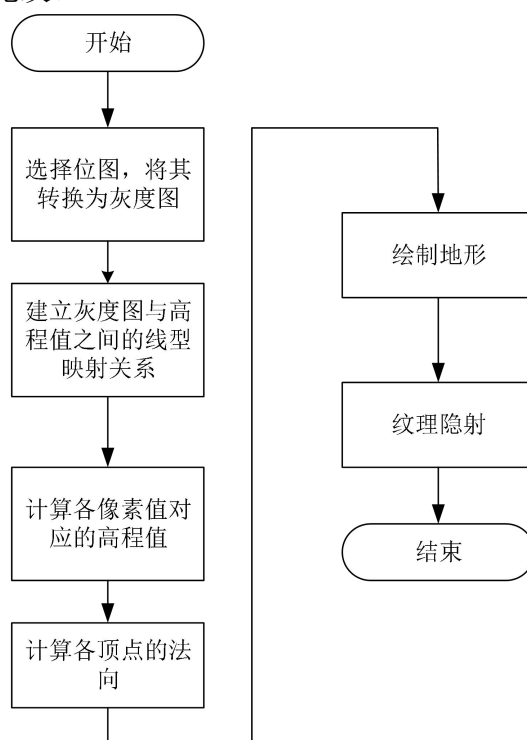 开始
选择位图，将其
转换为灰度图
建立灰度图与高
程值之间的线型
映射关系
计算各像素值对
应的高程值
计算各顶点的法
向
绘制地形
纹理隐射
结束